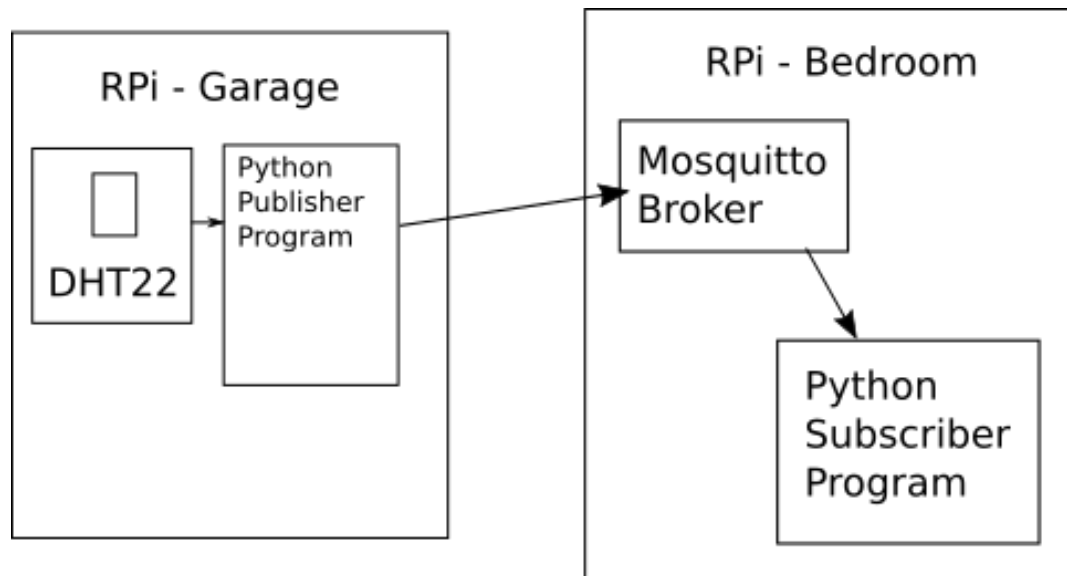 RPi - Garage
DHT22
Python
Publisher
Program
RPi - Bedroom
Mosquitto
Broker
Python
Subscriber
Program